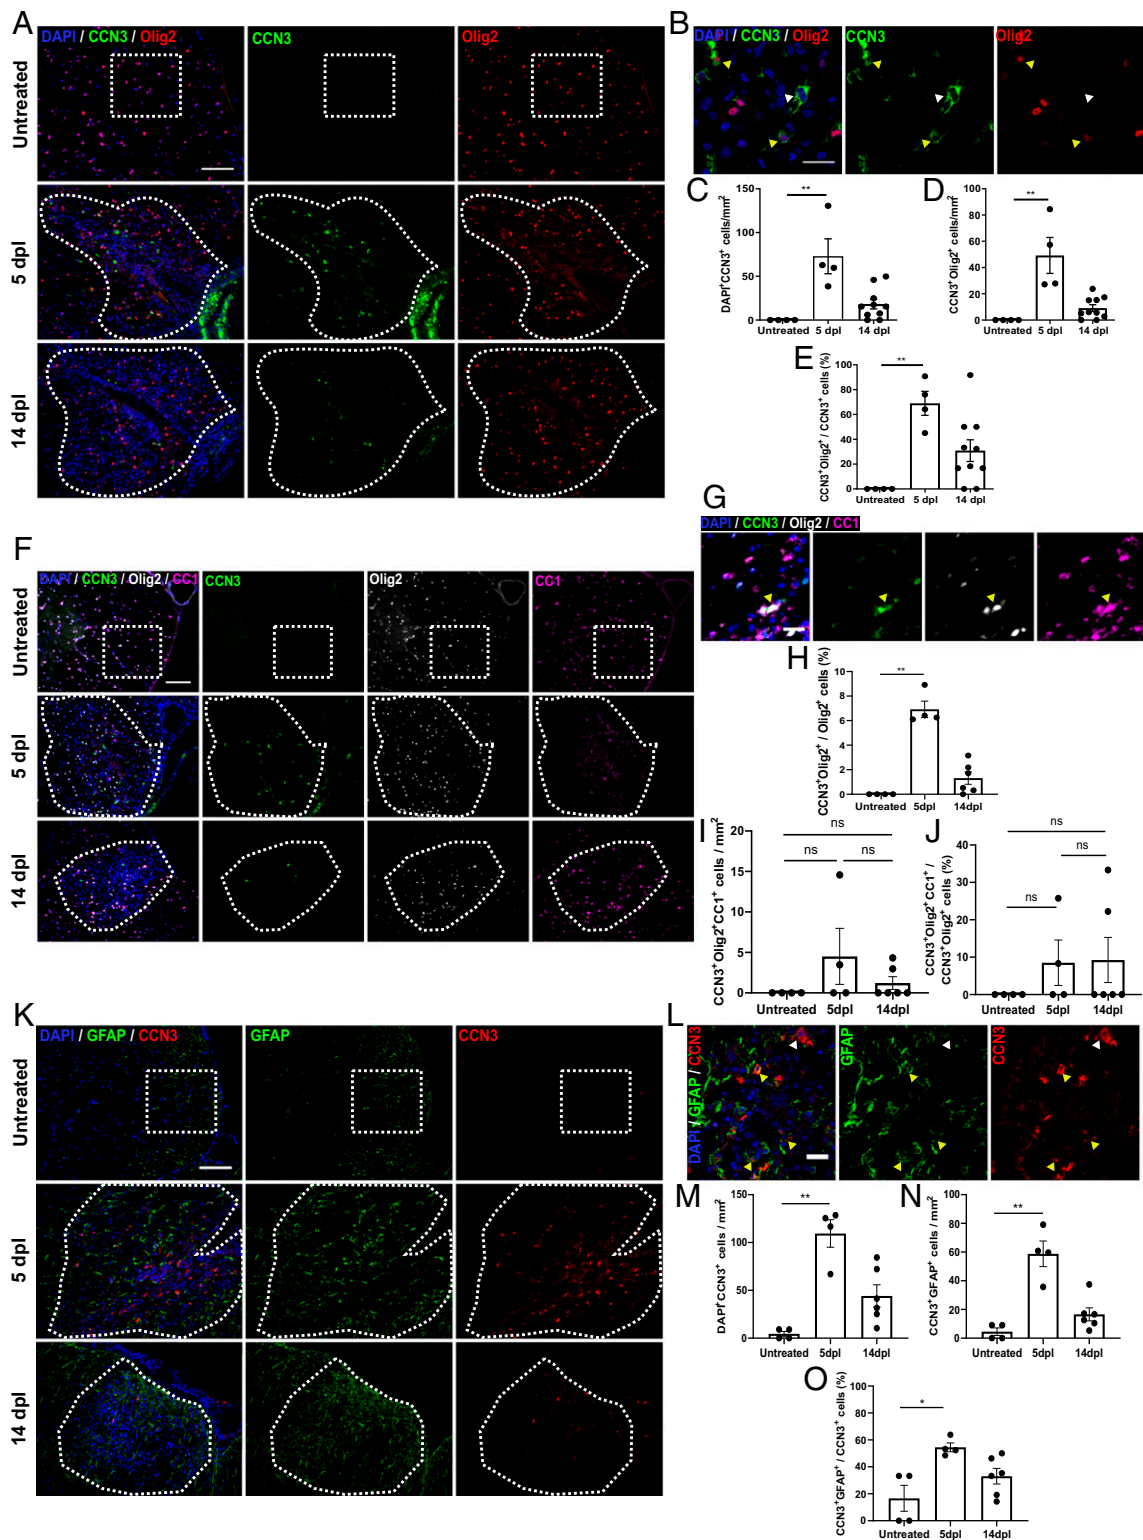 A
DAPI / CCN3 / Olig2
CCN3
Olig2
Untreated
5 dpl
14 dpl
B
DAPI / CCN3 / Olig2
CCN3
Olig2
C
DAPI⁺CCN3⁺ cells/mm²
150
100
50
0
**
Untreated 5 dpl 14 dpl
D
CCN3⁺Olig2⁺ cells/mm²
100
80
60
40
20
0
**
Untreated 5 dpl 14 dpl
E
CCN3⁺Olig2⁺ / CCN3⁺ cells (%)
100
80
60
40
20
0
**
Untreated 5 dpl 14 dpl
F
DAPI / CCN3 / Olig2 / CC1
CCN3
Olig2
CC1
Untreated
5 dpl
14 dpl
G
DAPI / CCN3 / Olig2 / CC1
H
CCN3⁺Olig2⁺ / Olig2⁺ cells (%)
10
8
6
4
2
0
**
Untreated 5dpl 14dpl
I
CCN3⁺Olig2⁺CC1⁺ cells / mm²
20
15
10
5
0
ns
ns ns
Untreated 5dpl 14dpl
J
CCN3⁺Olig2⁺CC1+ /
CCN3⁺Olig2⁺ cells (%)
40
30
20
10
0
ns
ns
ns
Untreated 5dpl 14dpl
K
DAPI / GFAP / CCN3
GFAP
CCN3
Untreated
5 dpl
14 dpl
L
DAPI / GFAP / CCN3
GFAP
CCN3
M
DAPI⁺CCN3⁺ cells / mm²
150
100
50
0
**
Untreated 5dpl 14dpl
N
CCN3⁺GFAP⁺ cells / mm²
100
80
60
40
20
0
**
Untreated 5dpl 14dpl
O
CCN3⁺GFAP⁺ / CCN3⁺ cells (%)
100
80
60
40
20
0
*
Untreated 5dpl 14dpl